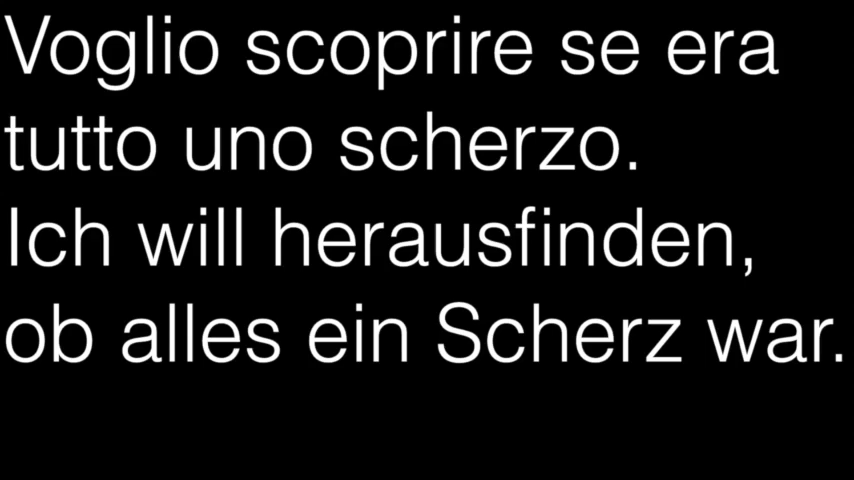 Voglio scoprire se era
tutto uno scherzo.
Ich will herausfinden,
ob alles ein Scherz war.